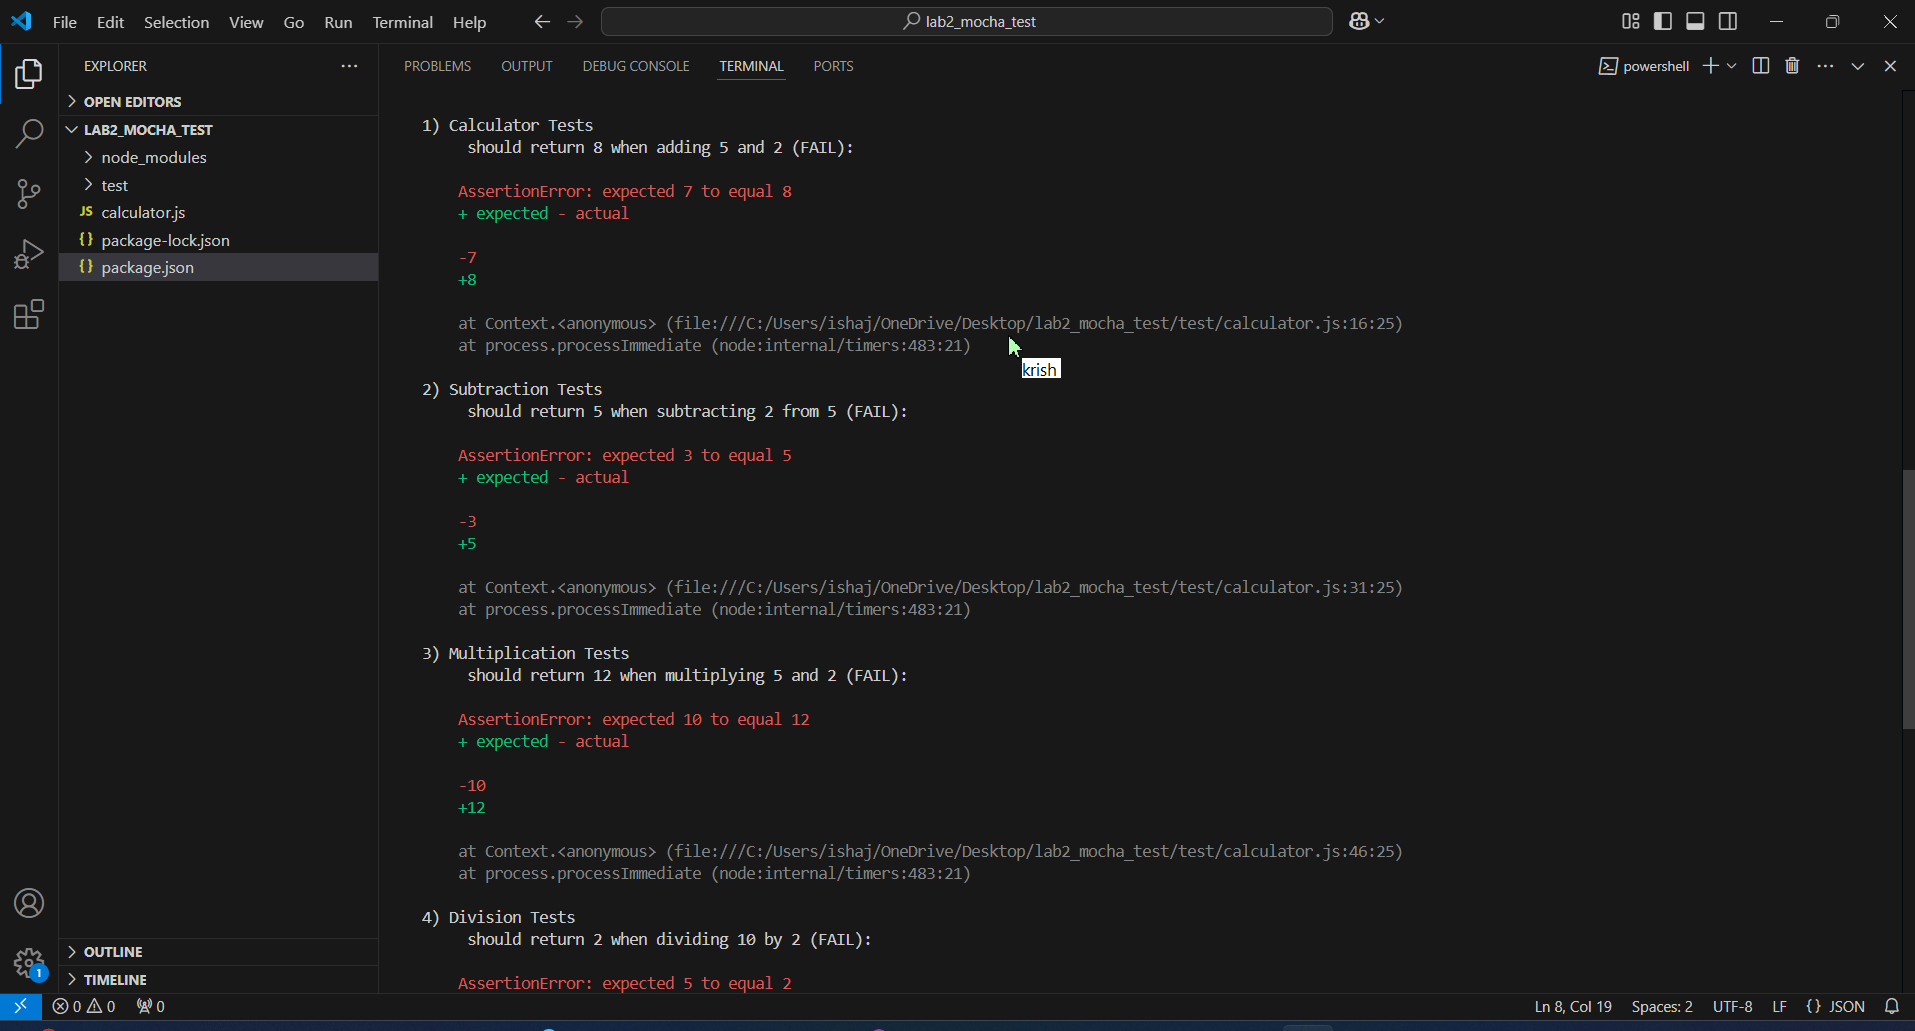 File Edit Selection View Go Run Terminal Help
lab2_mocha_test
EXPLORER
OPEN EDITORS
LAB2_MOCHA_TEST
node_modules
test
JS calculator.js
{} package-lock.json
{} package.json
OUTLINE
TIMELINE
1
PROBLEMS OUTPUT DEBUG CONSOLE TERMINAL PORTS
powershell
1) Calculator Tests
should return 8 when adding 5 and 2 (FAIL):
AssertionError: expected 7 to equal 8
+ expected - actual
-7
+8
at Context.<anonymous> (file:///C:/Users/ishaj/OneDrive/Desktop/lab2_mocha_test/test/calculator.js:16:25)
at process.processImmediate (node:internal/timers:483:21)
krish
2) Subtraction Tests
should return 5 when subtracting 2 from 5 (FAIL):
AssertionError: expected 3 to equal 5
+ expected - actual
-3
+5
at Context.<anonymous> (file:///C:/Users/ishaj/OneDrive/Desktop/lab2_mocha_test/test/calculator.js:31:25)
at process.processImmediate (node:internal/timers:483:21)
3) Multiplication Tests
should return 12 when multiplying 5 and 2 (FAIL):
AssertionError: expected 10 to equal 12
+ expected - actual
-10
+12
at Context.<anonymous> (file:///C:/Users/ishaj/OneDrive/Desktop/lab2_mocha_test/test/calculator.js:46:25)
at process.processImmediate (node:internal/timers:483:21)
4) Division Tests
should return 2 when dividing 10 by 2 (FAIL):
AssertionError: expected 5 to equal 2
0 0 0
Ln 8, Col 19 Spaces: 2 UTF-8 LF {} JSON